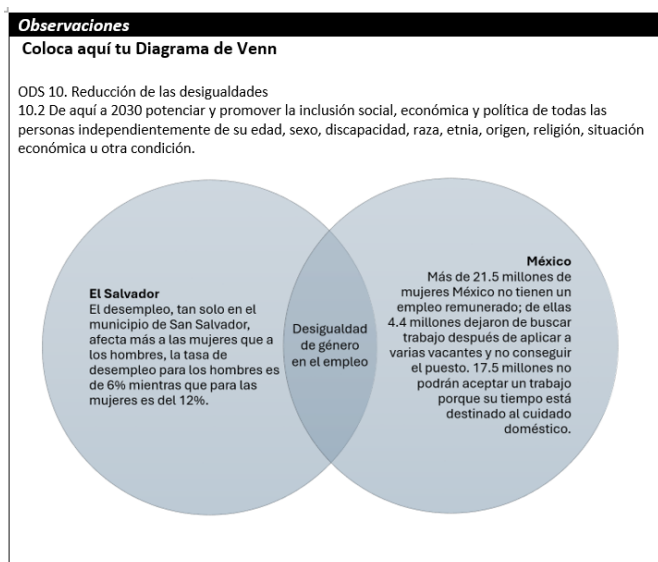 Observaciones
Coloca aquí tu Diagrama de Venn
ODS 10. Reducción de las desigualdades
10.2 De aquí a 2030 potenciar y promover la inclusión social, económica y política de todas las
personas independientemente de su edad, sexo, discapacidad, raza, etnia, origen, religión, situación
económica u otra condición.
El Salvador
El desempleo, tan solo en el
municipio de San Salvador,
afecta más a las mujeres que a
los hombres, la tasa de
desempleo para los hombres es
de 6% mientras que para las
mujeres es del 12%.
Desigualdad
de género
en el empleo
México
Más de 21.5 millones de
mujeres México no tienen un
empleo remunerado; de ellas
4.4 millones dejaron de buscar
trabajo después de aplicar a
varias vacantes y no conseguir
el puesto. 17.5 millones no
podrán aceptar un trabajo
porque su tiempo está
destinado al cuidado
doméstico.